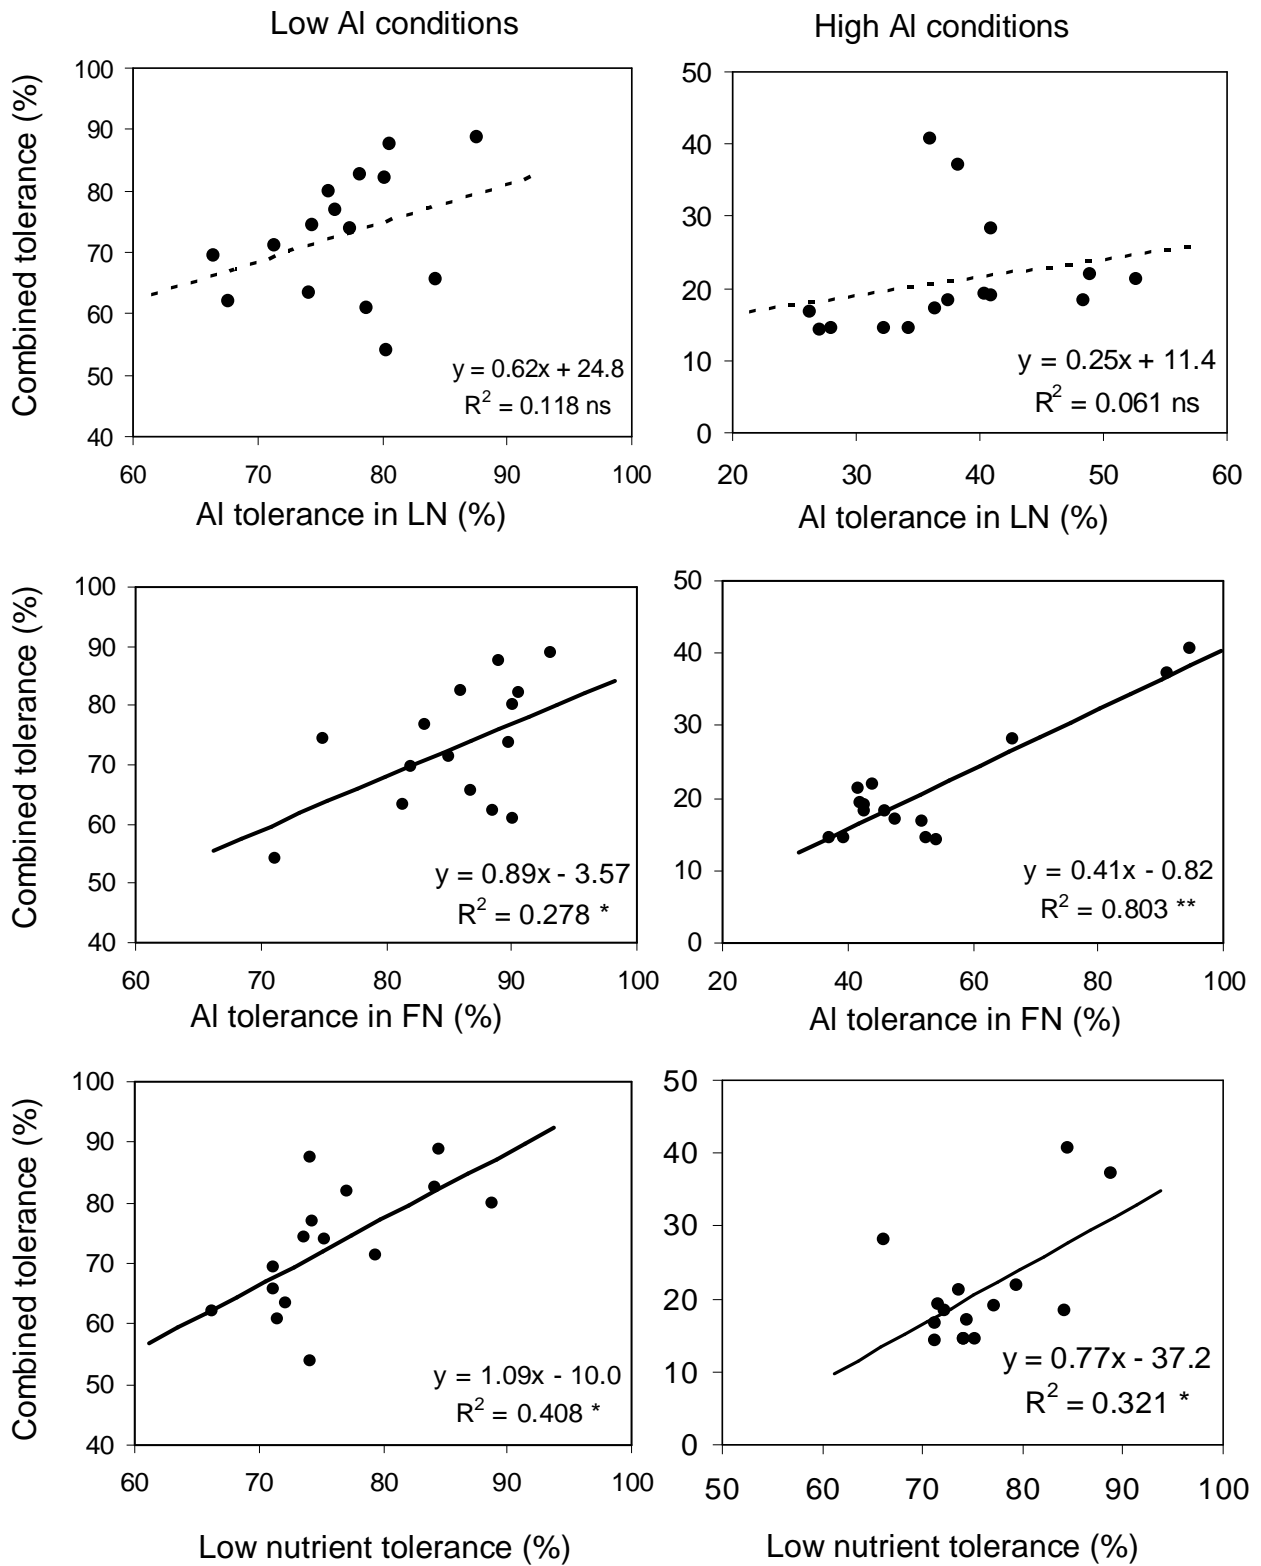 Low Al conditions
High Al conditions
Combined tolerance (%)
100
90
80
70
60
50
40
y = 0.62x + 24.8
R² = 0.118 ns
60 70 80 90 100
Al tolerance in LN (%)
50
40
30
20
10
0
y = 0.25x + 11.4
R² = 0.061 ns
20 30 40 50 60
Al tolerance in LN (%)
Combined tolerance (%)
100
90
80
70
60
50
40
y = 0.89x - 3.57
R² = 0.278 *
60 70 80 90 100
Al tolerance in FN (%)
50
40
30
20
10
0
y = 0.41x - 0.82
R² = 0.803 **
20 40 60 80 100
Al tolerance in FN (%)
Combined tolerance (%)
100
90
80
70
60
50
40
y = 1.09x - 10.0
R² = 0.408 *
60 70 80 90 100
Low nutrient tolerance (%)
50
40
30
20
10
0
y = 0.77x - 37.2
R² = 0.321 *
50 60 70 80 90 100
Low nutrient tolerance (%)